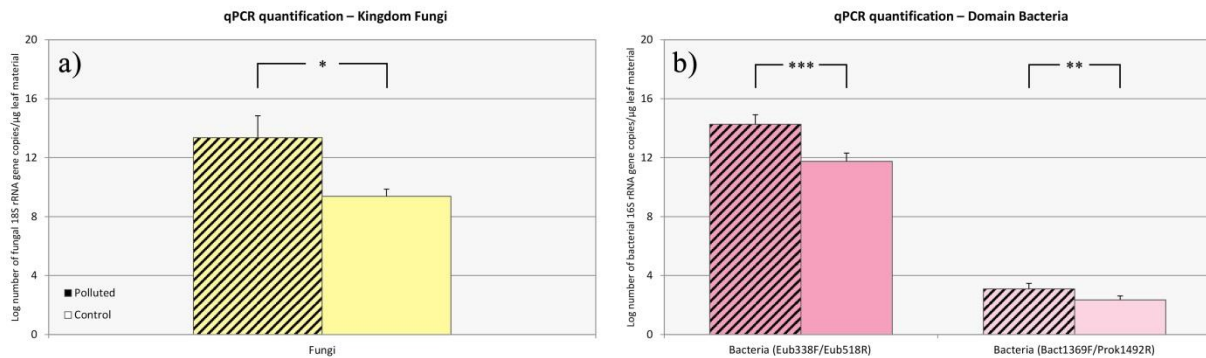 qPCR quantification – Kingdom Fungi
a)
*
Log number of fungal 18S rRNA gene copies/µg leaf material
20
16
12
8
4
0
Polluted
Control
Fungi
qPCR quantification – Domain Bacteria
b)
***
**
Log number of bacterial 16S rRNA gene copies/µg leaf material
20
16
12
8
4
0
Bacteria (Eub338F/Eub518R)
Bacteria (Bact1369F/Prok1492R)